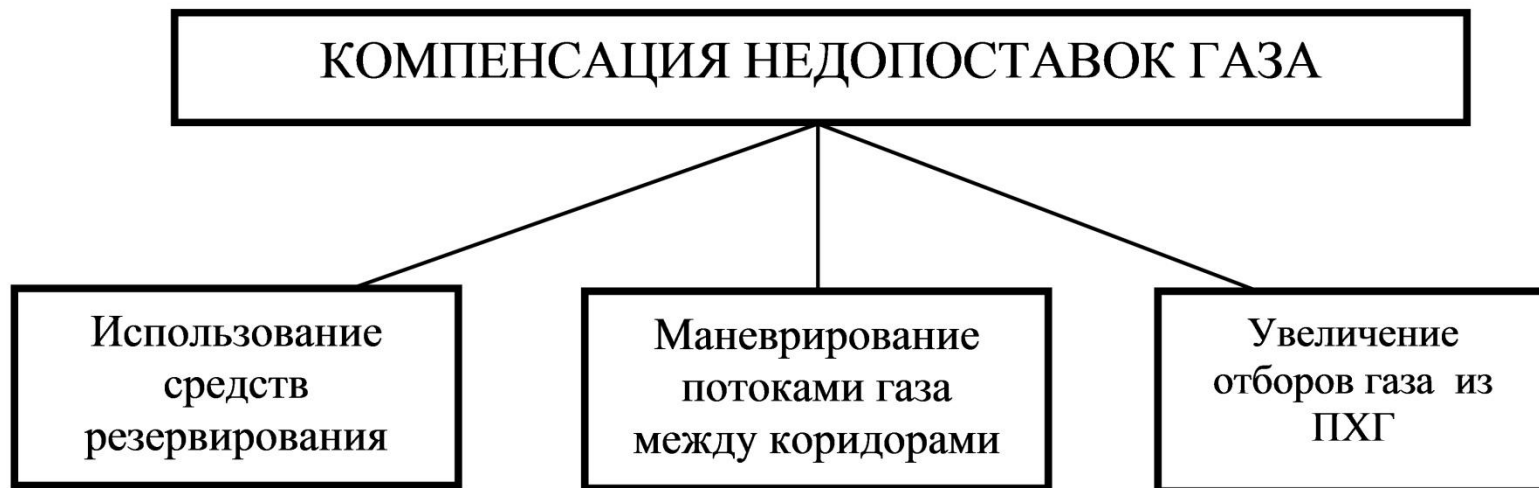 КОМПЕНСАЦИЯ НЕДОПОСТАВОК ГАЗА
Использование
средств
резервирования
Маневрирование
потоками газа
между коридорами
Увеличение
отборов газа из
ПХГ